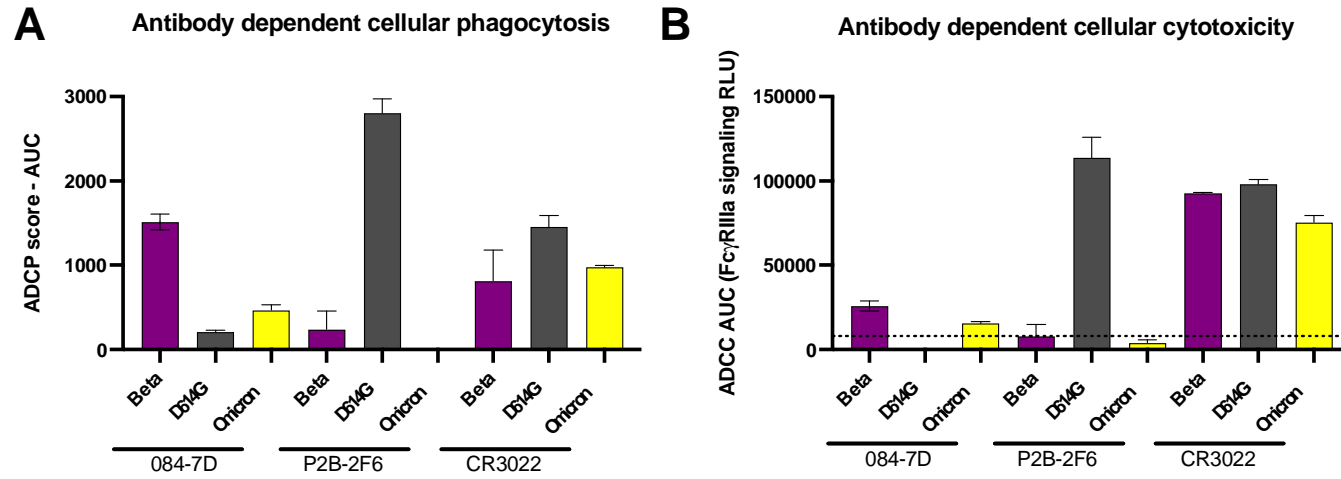 A
Antibody dependent cellular phagocytosis
ADCP score - AUC
3000
2000
1000
0
Beta
D614G
Omicron
Beta
D614G
Omicron
Beta
D614G
Omicron
084-7D
P2B-2F6
CR3022
B
Antibody dependent cellular cytotoxicity
ADCC AUC (FcγRIIIa signaling RLU)
150000
100000
50000
0
Beta
D614G
Omicron
Beta
D614G
Omicron
Beta
D614G
Omicron
084-7D
P2B-2F6
CR3022